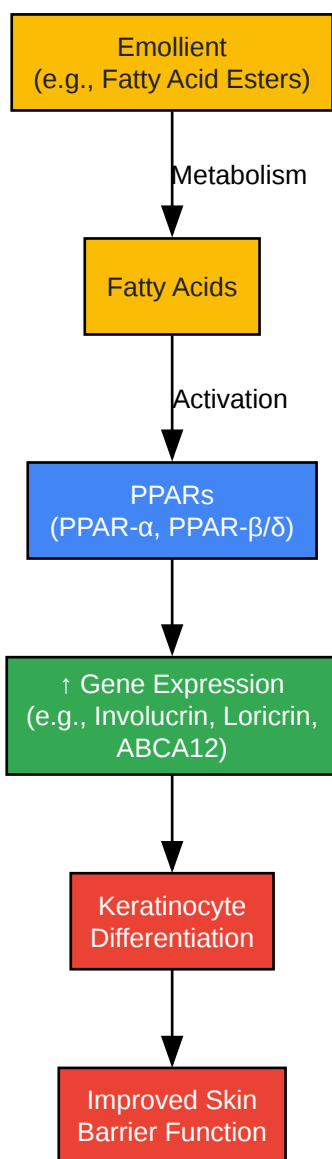 Emollient
(e.g., Fatty Acid Esters)
Metabolism
Fatty Acids
Activation
PPARs
(PPAR-α, PPAR-β/δ)
↑ Gene Expression
(e.g., Involucrin, Loricrin,
ABCA12)
Keratinocyte
Differentiation
Improved Skin
Barrier Function